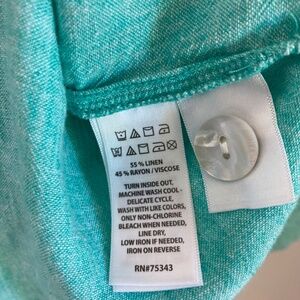 55 % LINEN
45 % RAYON / VISCOSE
TURN INSIDE OUT,
MACHINE WASH COOL -
DELICATE CYCLE,
WASH WITH LIKE COLORS,
ONLY NON-CHLORINE
BLEACH WHEN NEEDED,
LINE DRY,
LOW IRON IF NEEDED,
IRON ON REVERSE
RN#75343